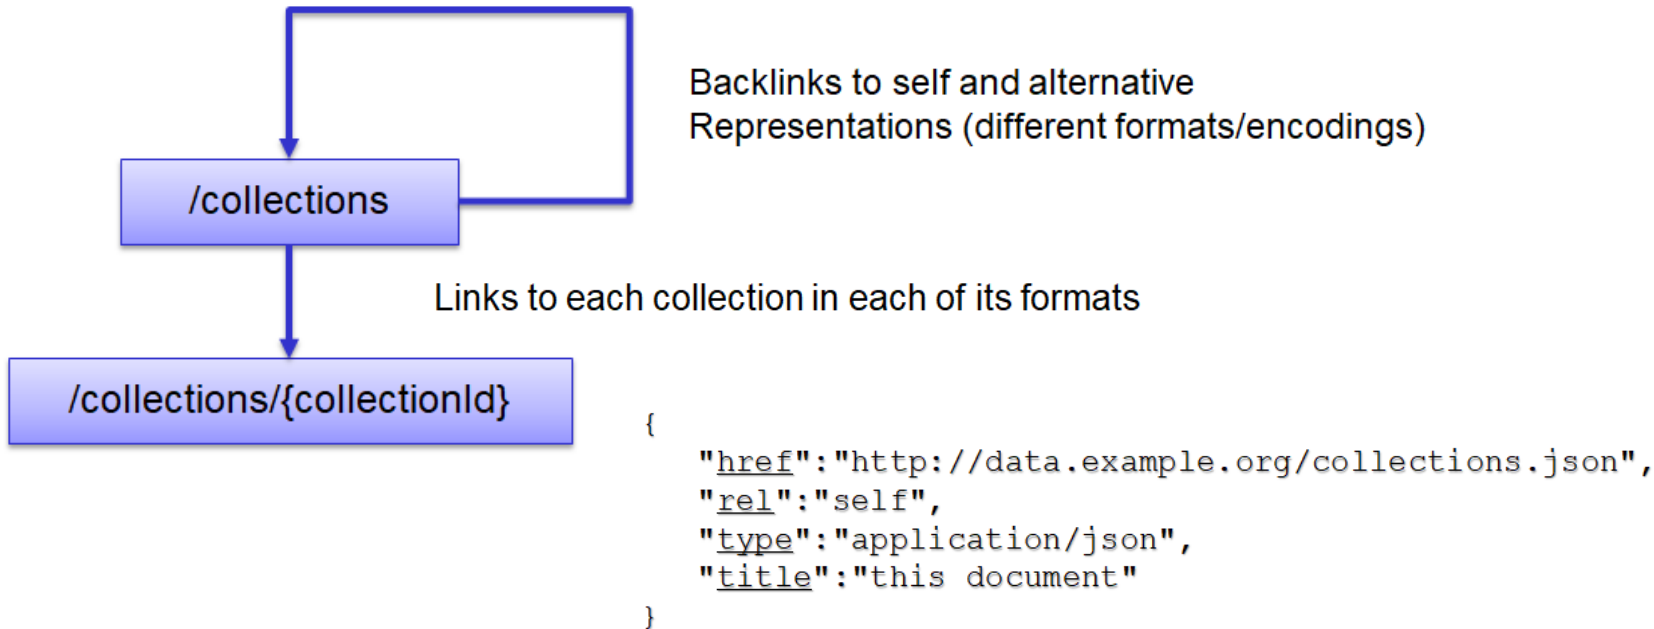 Backlinks to self and alternative
Representations (different formats/encodings)
/collections
Links to each collection in each of its formats
/collections/{collectionId}
{
"href":"http://data.example.org/collections.json",
"rel":"self",
"type":"application/json",
"title":"this document"
}